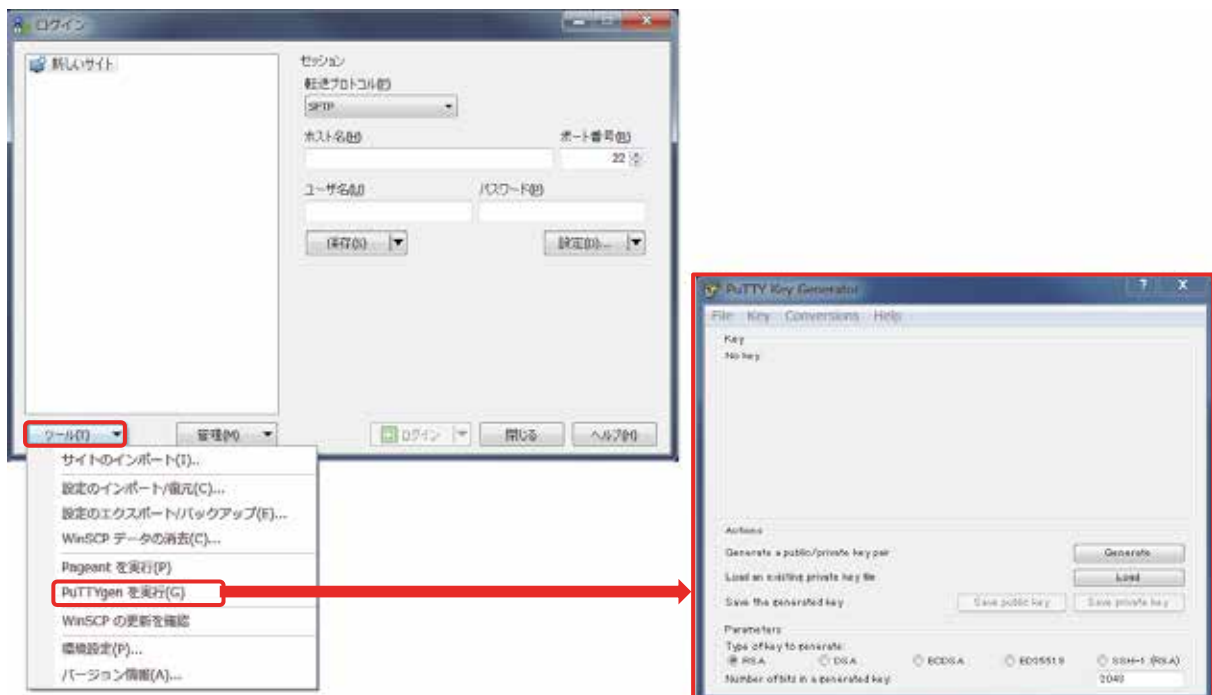 ログイン
新しいサイト
セッション
転送プロトコル(F)
SFTP
ホスト名(H)
ポート番号(R)
22
ユーザ名(U)
パスワード(P)
保存(S)
設定(D)...
ツール(T)
管理(M)
ログイン
閉じる
ヘルプ(H)
サイトのインポート(I)...
設定のインポート/復元(C)...
設定のエクスポート/バックアップ(E)...
WinSCP データの消去(C)...
Pageant を実行(P)
PuTTYgen を実行(G)
WinSCP の更新を確認
環境設定(P)...
バージョン情報(A)...
PuTTY Key Generator
File Key Conversions Help
Key
No key.
Actions
Generate a public/private key pair
Generate
Load an existing private key file
Load
Save the generated key
Save public key
Save private key
Parameters
Type of key to generate:
RSA DSA ECDSA ED25519 SSH-1 (RSA)
Number of bits in a generated key:
2048